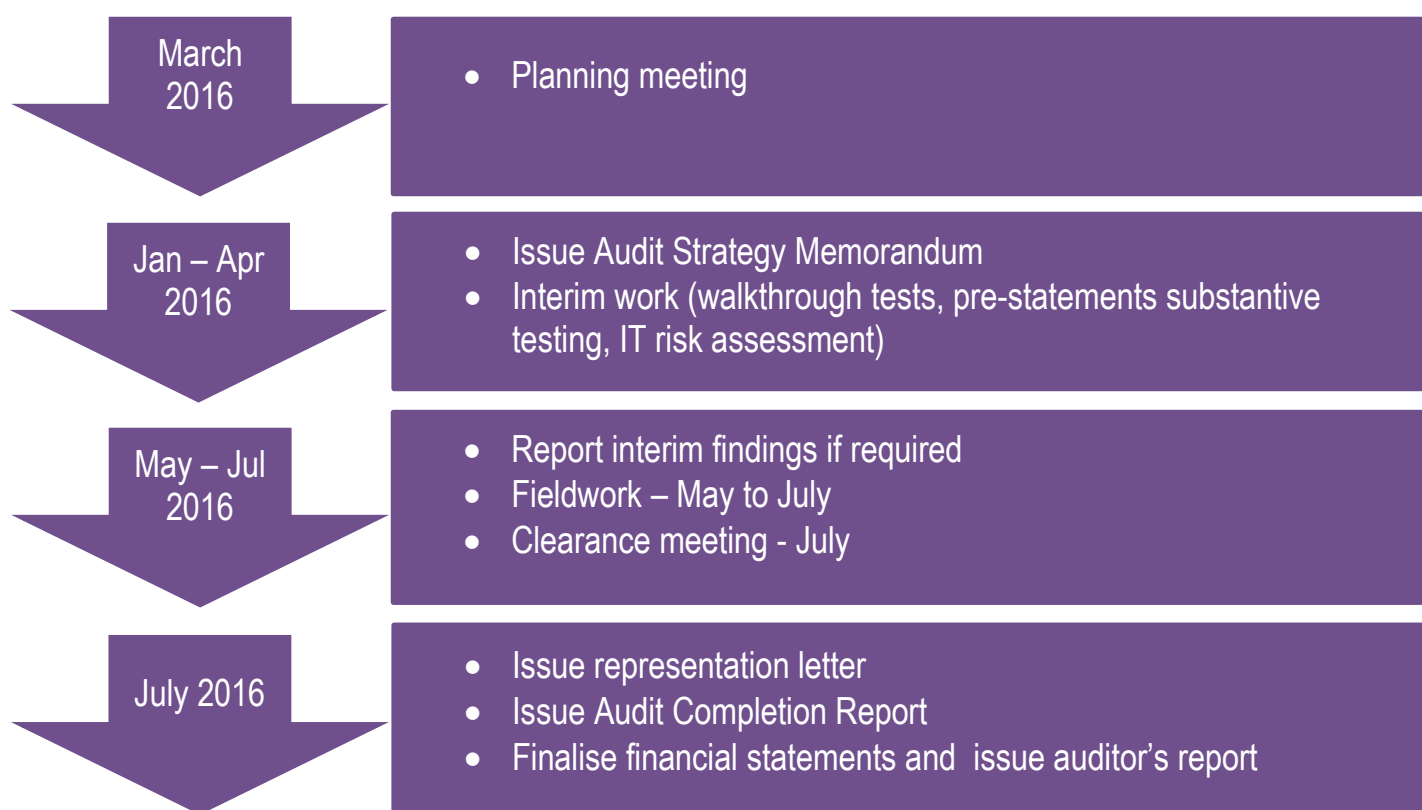 March
2016
• Planning meeting
Jan – Apr
2016
• Issue Audit Strategy Memorandum
• Interim work (walkthrough tests, pre-statements substantive
testing, IT risk assessment)
May – Jul
2016
• Report interim findings if required
• Fieldwork – May to July
• Clearance meeting - July
July 2016
• Issue representation letter
• Issue Audit Completion Report
• Finalise financial statements and  issue auditor’s report